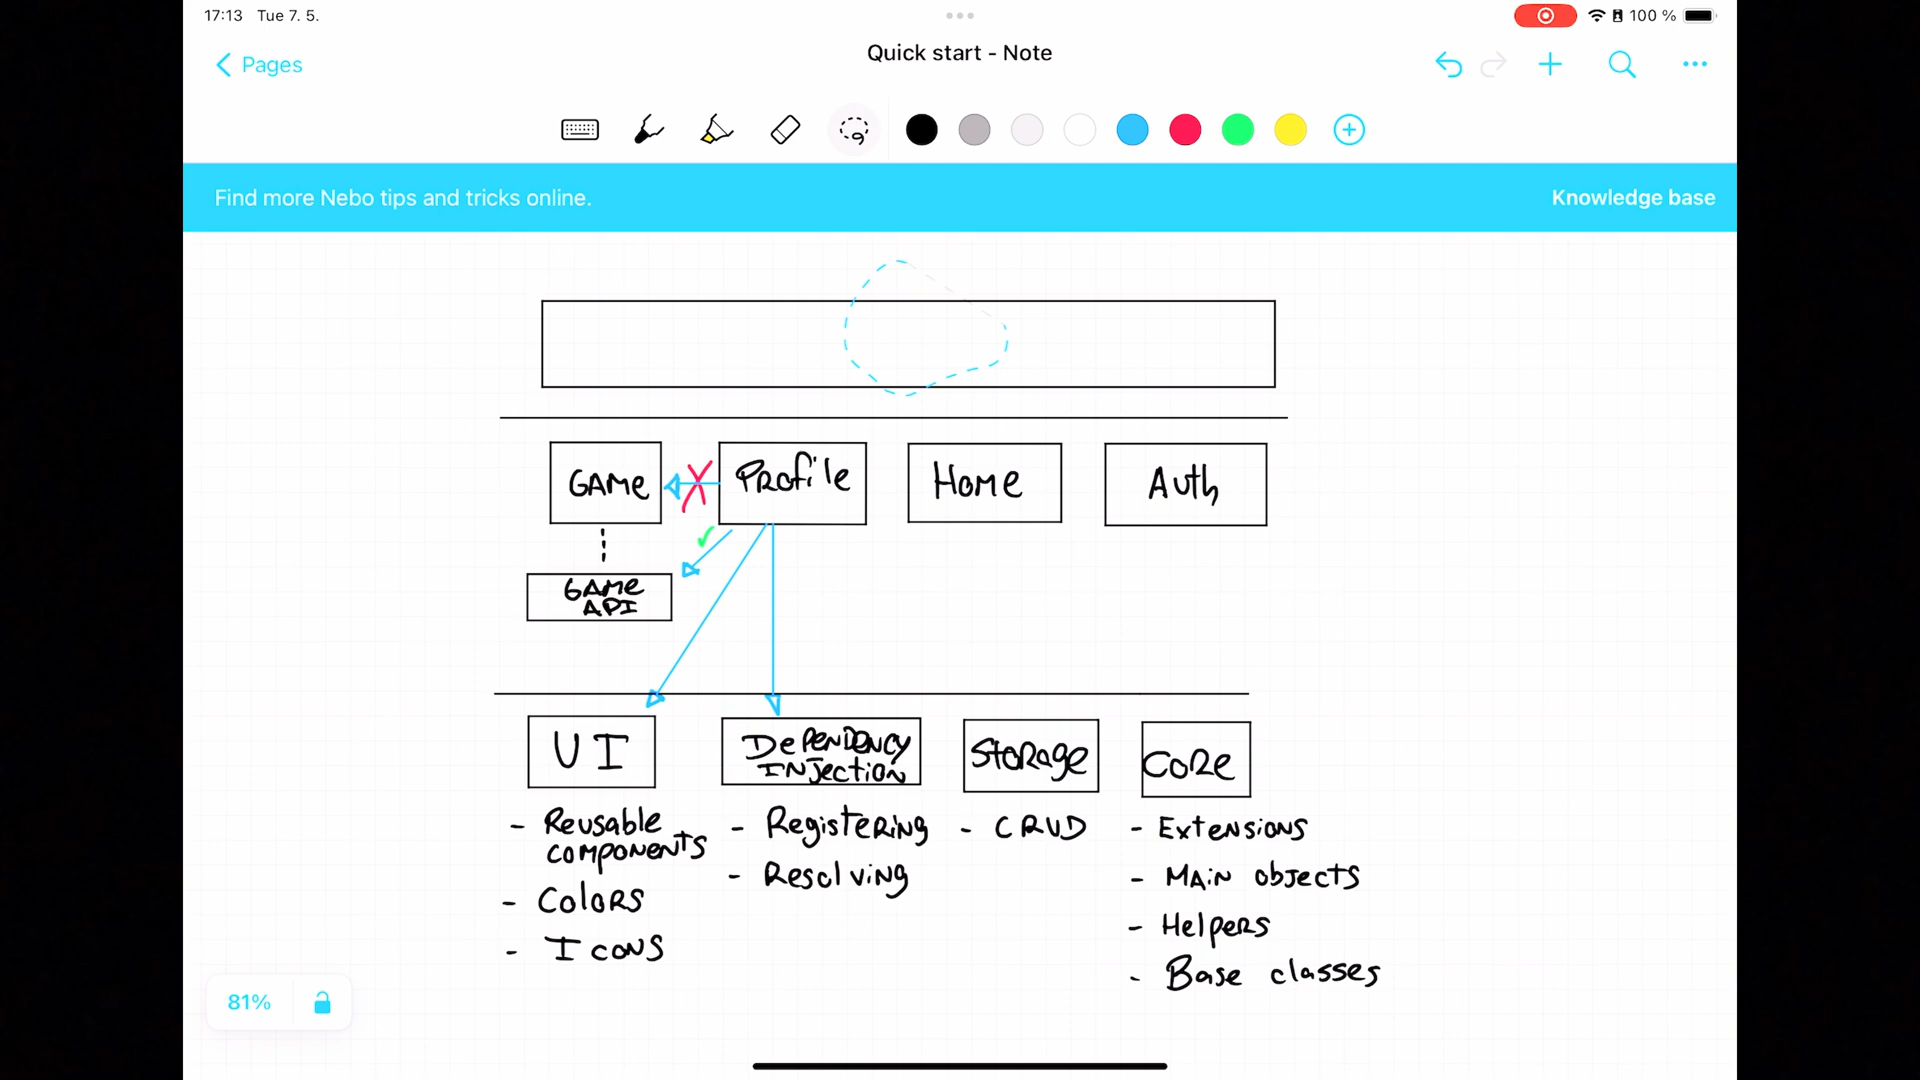 17:13 Tue 7. 5.
100 %
Pages
Quick start - Note
Find more Nebo tips and tricks online.
Knowledge base
GAMe
PRofile
Home
Auth
GAMe
API
UI
DePENDENCy
INjection
Storage
CoRe
- Reusable
components
- Colors
- Icons
- Registering
- Resolving
- CRUD
- Extensions
- Main objects
- Helpers
- Base classes
81%